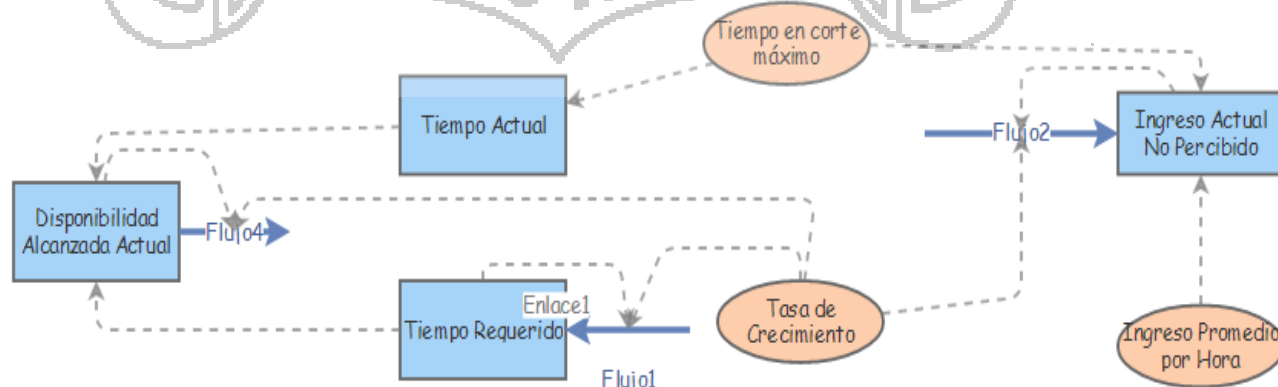 Tiempo en corte
máximo
Tiempo Actual
Flujo2
Ingreso Actual
No Percibido
Disponibilidad
Alcanzada Actual
Flujo4
Enlace1
Tiempo Requerido
Tasa de
Crecimiento
Ingreso Promedio
por Hora
Flujo1